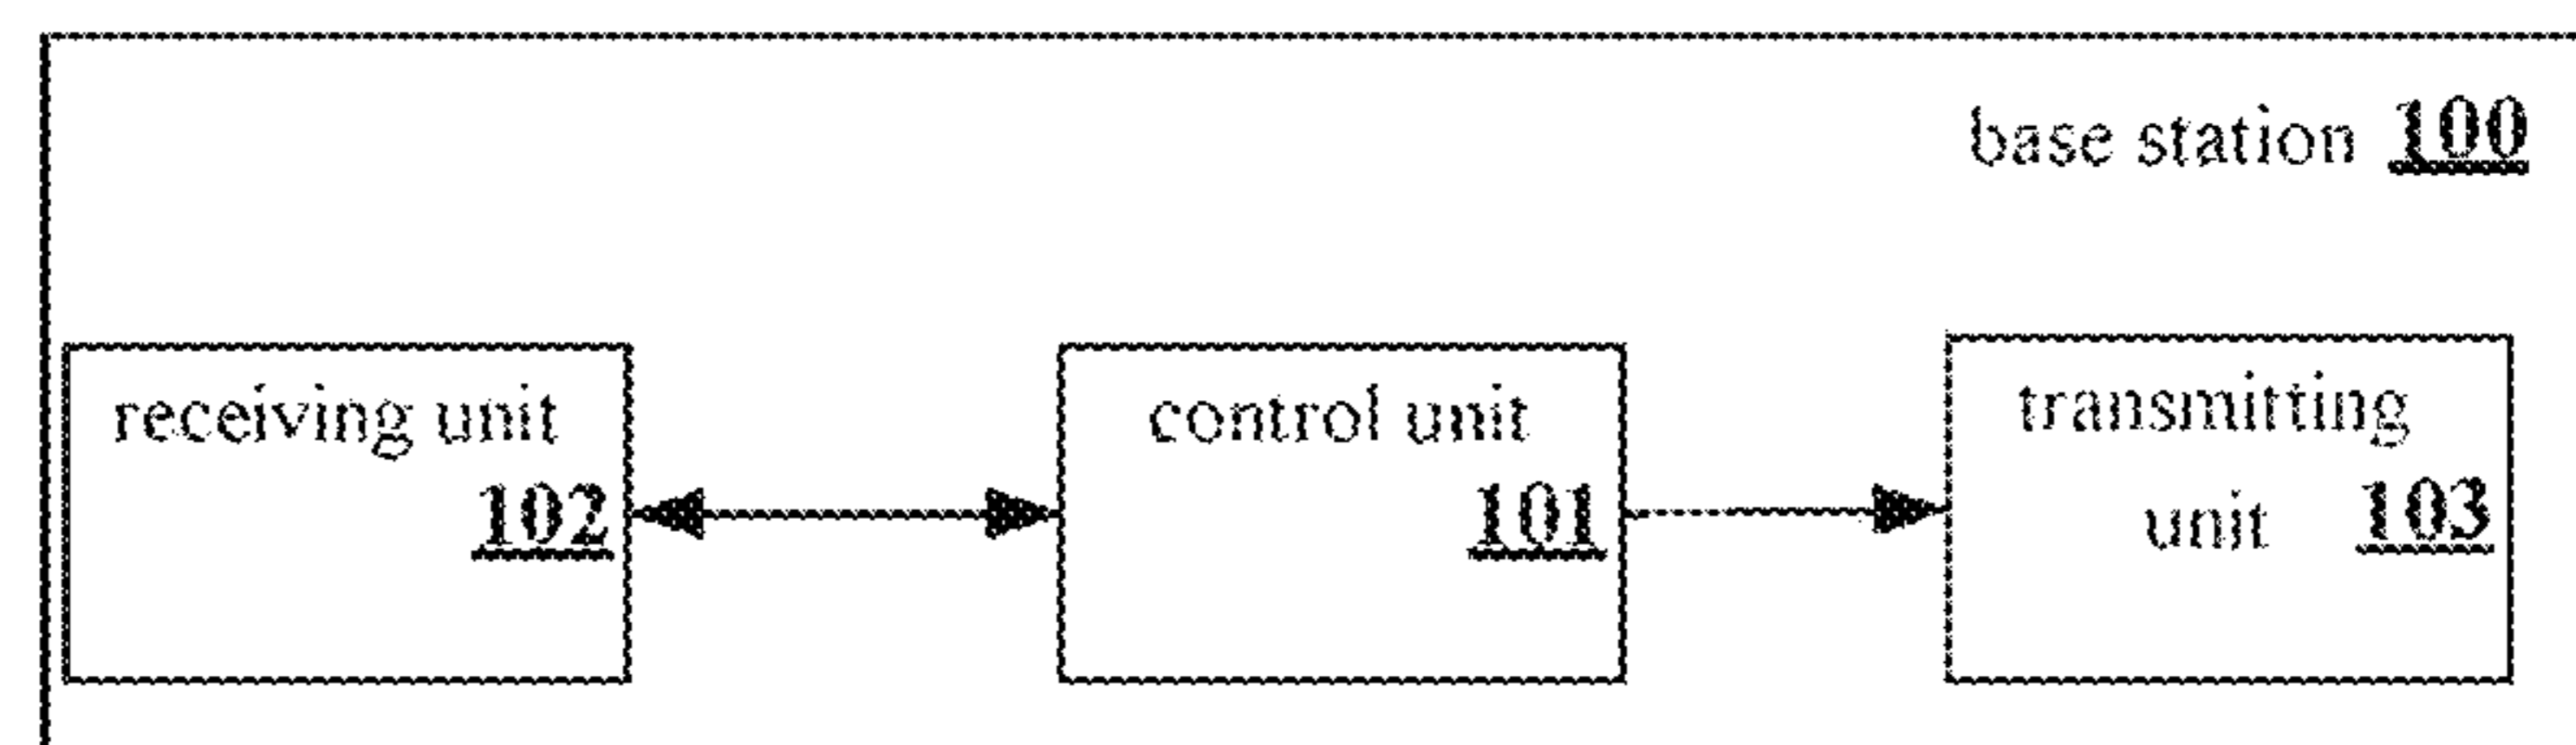 base station 100
receiving unit
102
control unit
101
transmitting
unit 103